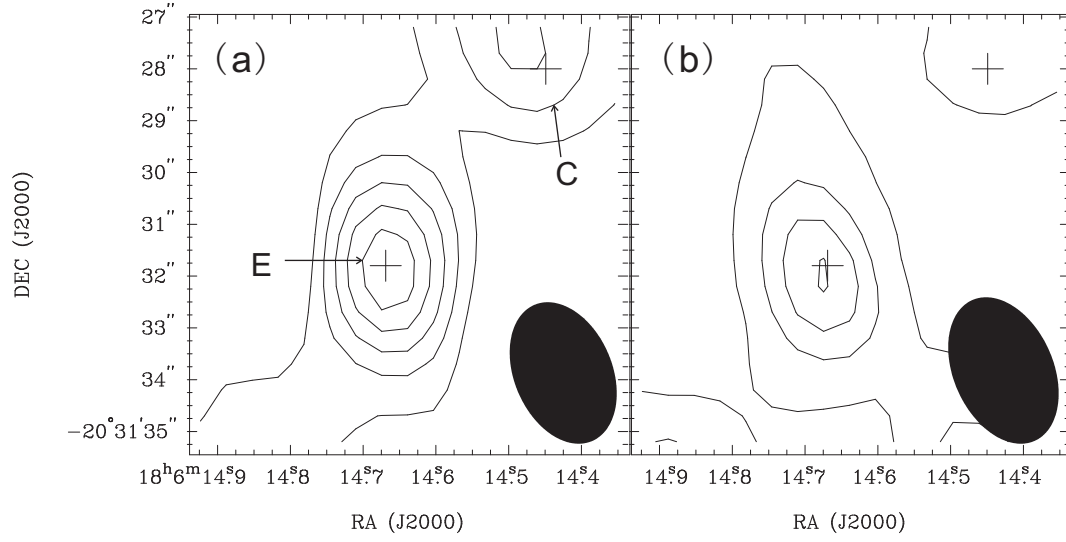 (a)
(b)
27″
28″
29″
30″
31″
32″
33″
34″
−20°31′35″
DEC (J2000)
C
E
18ʰ6ᵐ14ˢ.9 14ˢ.8 14ˢ.7 14ˢ.6 14ˢ.5 14ˢ.4
14ˢ.9 14ˢ.8 14ˢ.7 14ˢ.6 14ˢ.5 14ˢ.4
RA (J2000)
RA (J2000)